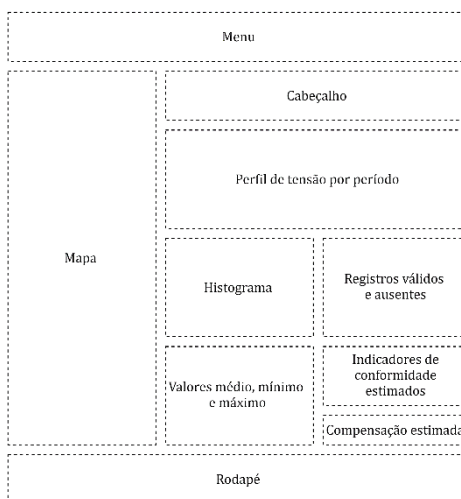 Menu
Cabeçalho
Perfil de tensão por período
Mapa
Histograma
Registros válidos
e ausentes
Valores médio, mínimo
e máximo
Indicadores de
conformidade
estimados
Compensação estimada
Rodapé